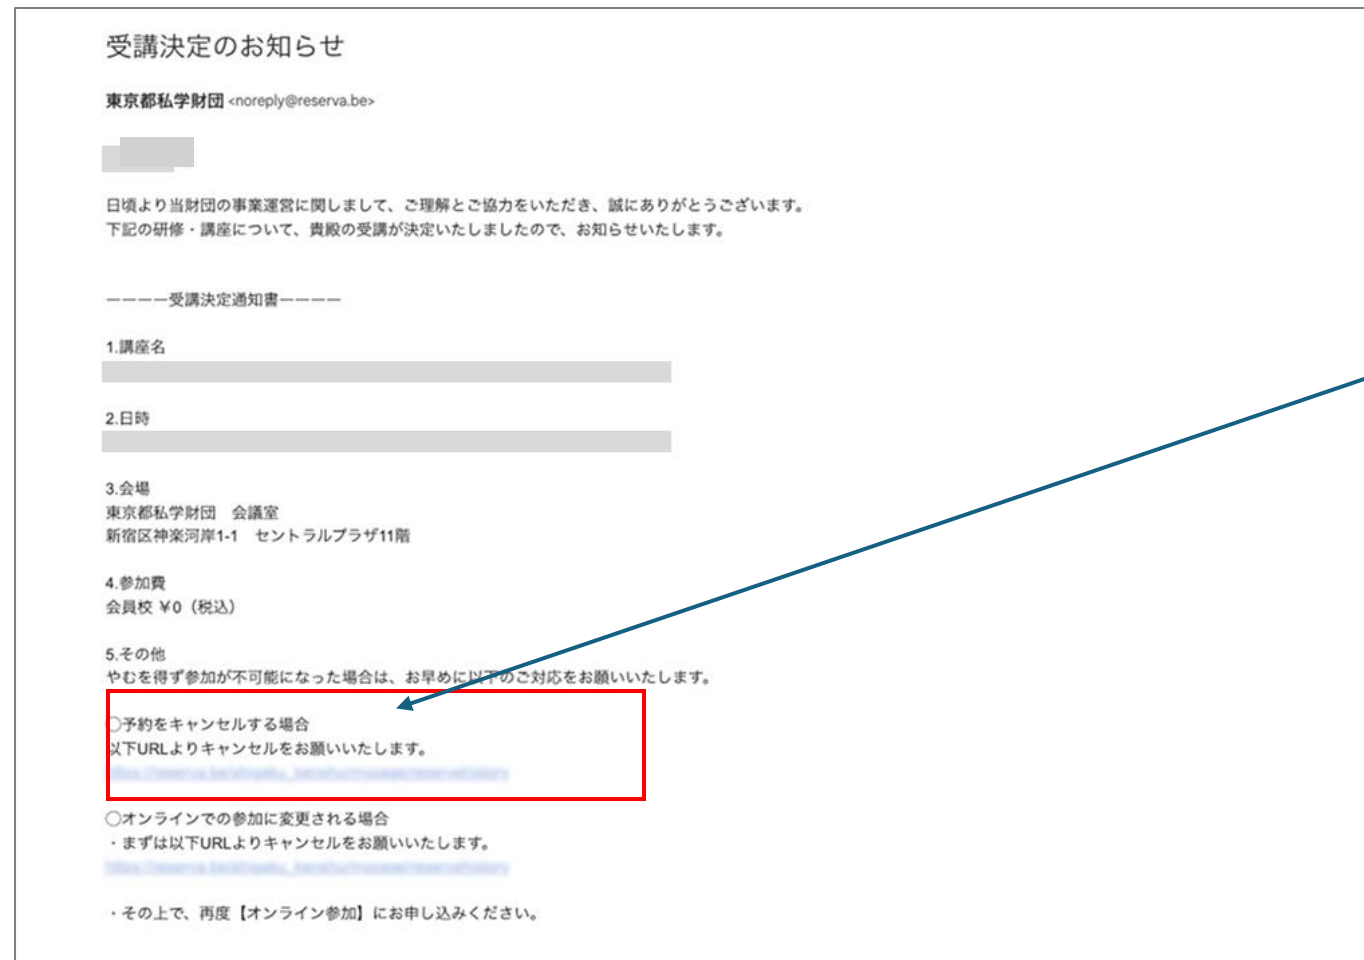 受講決定のお知らせ
東京都私学財団 <noreply@reserva.be>
日頃より当財団の事業運営に関しまして、ご理解とご協力をいただき、誠にありがとうございます。
下記の研修・講座について、貴殿の受講が決定いたしましたので、お知らせいたします。
ーーーー受講決定通知書ーーーー
1.講座名
2.日時
3.会場
東京都私学財団　会議室
新宿区神楽河岸1-1　セントラルプラザ11階
4.参加費
会員校 ¥0（税込）
5.その他
やむを得ず参加が不可能になった場合は、お早めに以下のご対応をお願いいたします。
◯予約をキャンセルする場合
以下URLよりキャンセルをお願いいたします。
◯オンラインでの参加に変更される場合
・まずは以下URLよりキャンセルをお願いいたします。
・その上で、再度【オンライン参加】にお申し込みください。